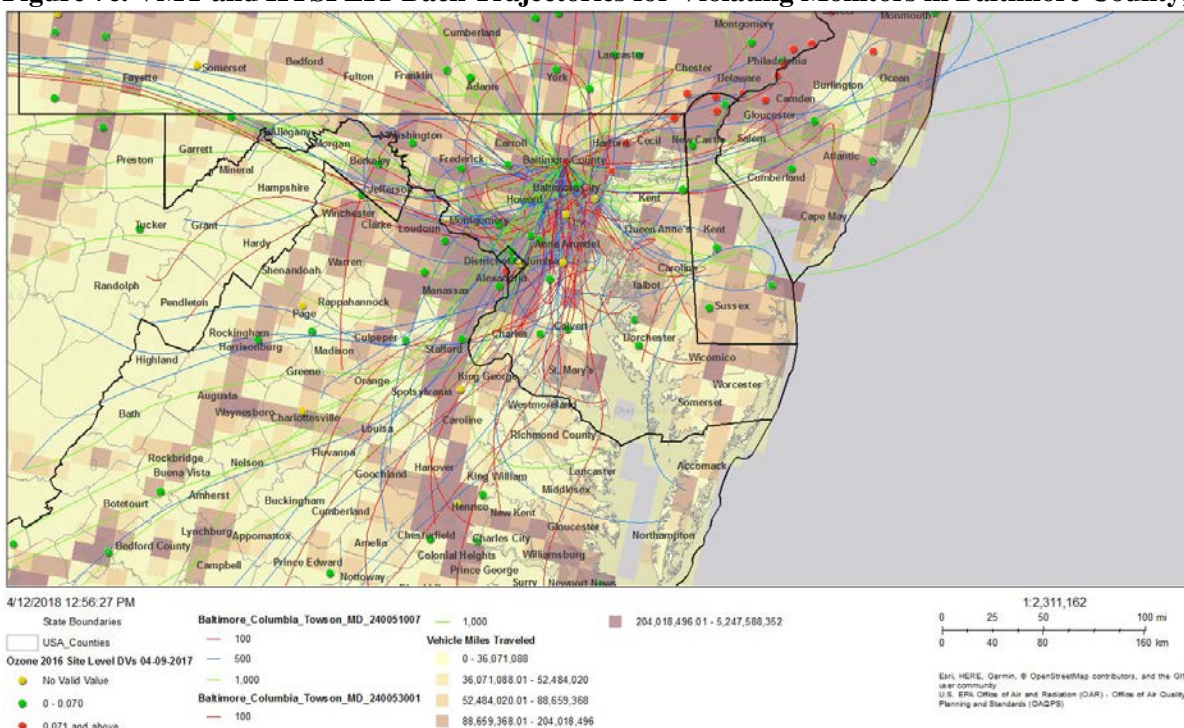 4/12/2018 12:56:27 PM
State Boundaries
USA_Counties
Ozone 2016 Site Level DVs 04-09-2017
No Valid Value
0 - 0.070
0.071 and above
Baltimore_Columbia_Towson_MD_240051007
100
500
1,000
Baltimore_Columbia_Towson_MD_240053001
100
1,000
Vehicle Miles Traveled
0 - 36,071,088
36,071,088.01 - 52,484,020
52,484,020.01 - 88,659,368
88,659,368.01 - 204,018,496
204,018,496.01 - 5,247,588,352
1:2,311,162
0 25 50 100 mi
0 40 80 160 km
Esri, HERE, Garmin, © OpenStreetMap contributors, and the GIS
user community
U.S. EPA Office of Air and Radiation (OAR) - Office of Air Quality
Planning and Standards (OAQPS)
Cumberland
Montgomery
Monmouth
Somerset
Bedford
Lancaster
Fayette
Fulton
Franklin
Adams
York
Chester
Philadelphia
Delaware
Burlington
Ocean
Camden
Gloucester
Allegany
Morgan
Washington
Carroll
Harford
Cecil
New Castle
Salem
Preston
Garrett
Mineral
Berkeley
Frederick
Baltimore County
Atlantic
Cumberland
Hampshire
Jefferson
Baltimore City
Howard
Kent
Winchester
Clarke
Loudoun
Montgomery
Queen Anne's
Kent
Cape May
Tucker
Grant
Hardy
Anne Arundel
Warren
District of Columbia
Alexandria
Caroline
Shenandoah
Talbot
Randolph
Pendleton
Page
Rappahannock
Manassas
Sussex
Rockingham
Harrisonburg
Madison
Culpeper
Stafford
Charles
Calvert
Dorchester
Highland
Greene
Orange
King George
St. Mary's
Wicomico
Worcester
Augusta
Spotsylvania
Westmoreland
Somerset
Bath
Waynesboro
Charlottesville
Louisa
Caroline
Richmond County
Rockbridge
Buena Vista
Nelson
Fluvanna
Goochland
Hanover
King William
Lancaster
Accomack
Middlesex
Botetourt
Amherst
Buckingham
Cumberland
Henrico
New Kent
Gloucester
Lynchburg
Appomattox
Amelia
Chesterfield
Charles City
Northampton
Bedford County
Colonial Heights
Williamsburg
Campbell
Prince Edward
Nottoway
Prince George
Surry
Newport News